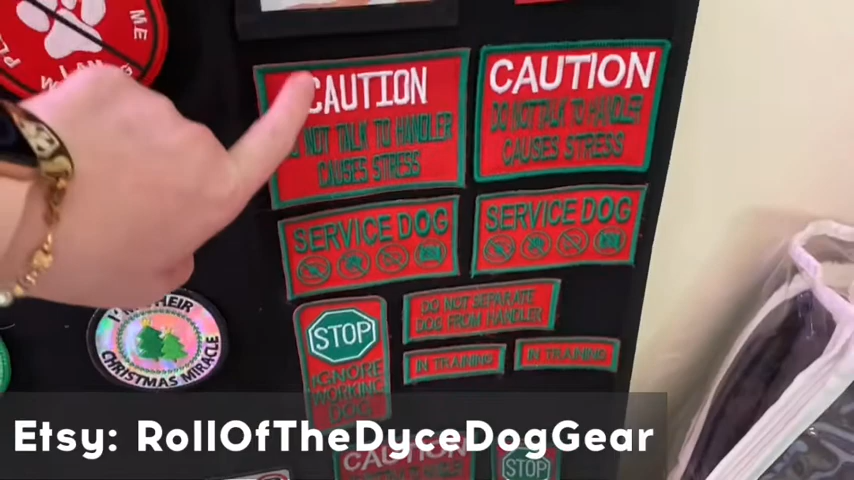 ME
CAUTION
NOT TALK TO HANDLER
CAUSES STRESS
CAUTION
DO NOT TALK TO HANDLER
CAUSES STRESS
SERVICE DOG
SERVICE DOG
DO NOT SEPARATE
DOG FROM HANDLER
STOP
IGNORE
WORKING
DOG
IN TRAINING
IN TRAINING
THEIR
CHRISTMAS MIRACLE
Etsy: RollOfTheDyceDogGear
CAUTION
STOP